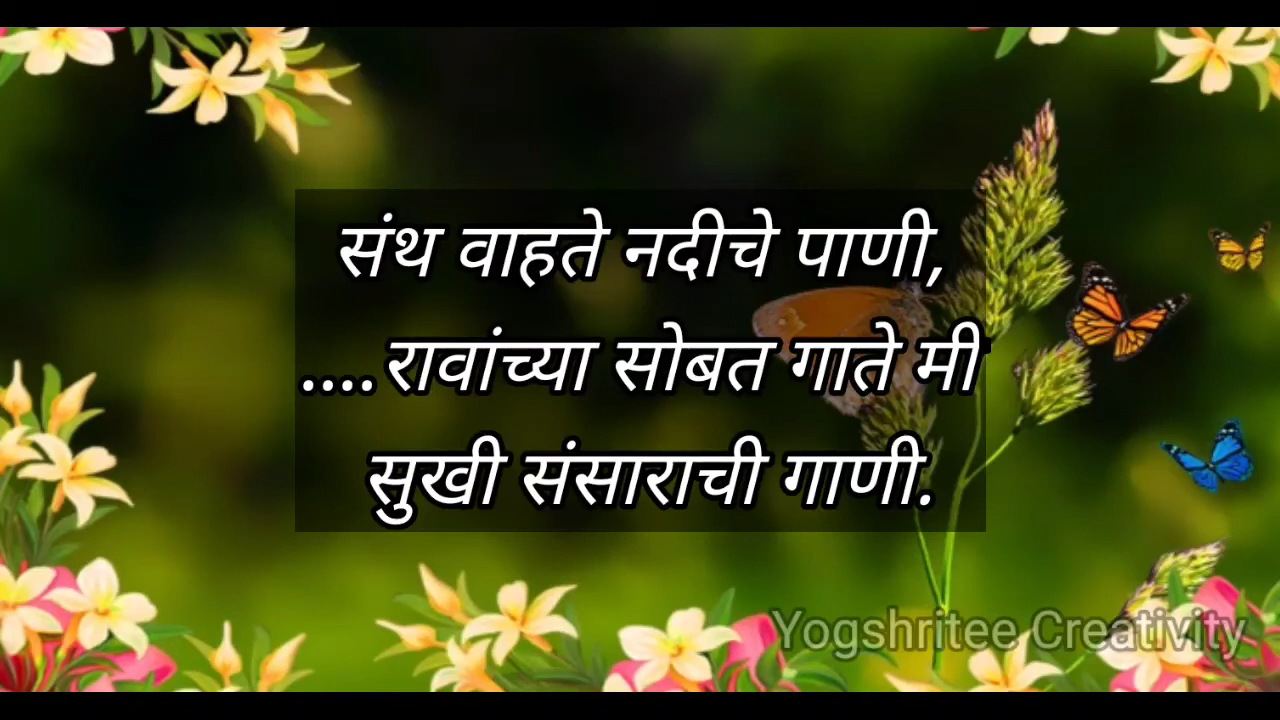 संथ वाहते नदीचे पाणी,
....रावांच्या सोबत गाते मी
सुखी संसाराची गाणी.
Yogshritee Creativity